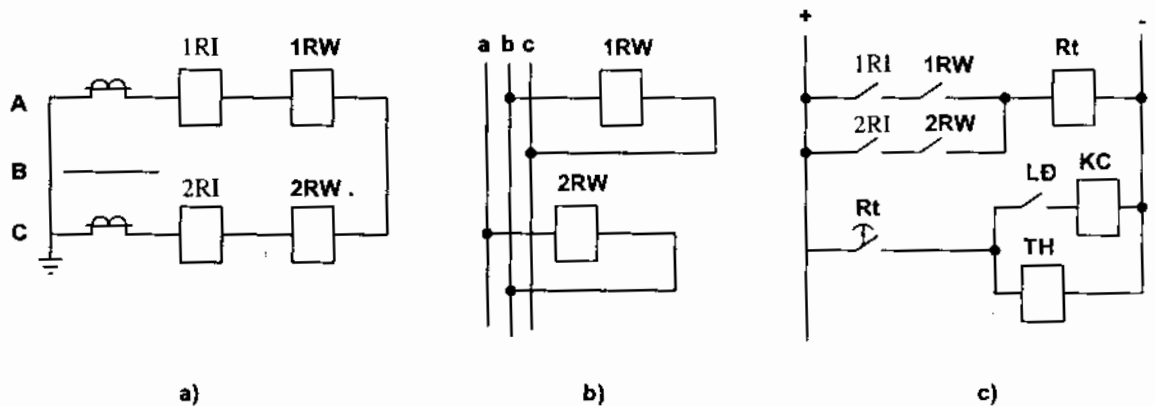 1RI
1RW
A
B
C
2RI
2RW .
a)
a b c
1RW
2RW
b)
+
-
1RI
1RW
Rt
2RI
2RW
LĐ
KC
Rt
TH
c)